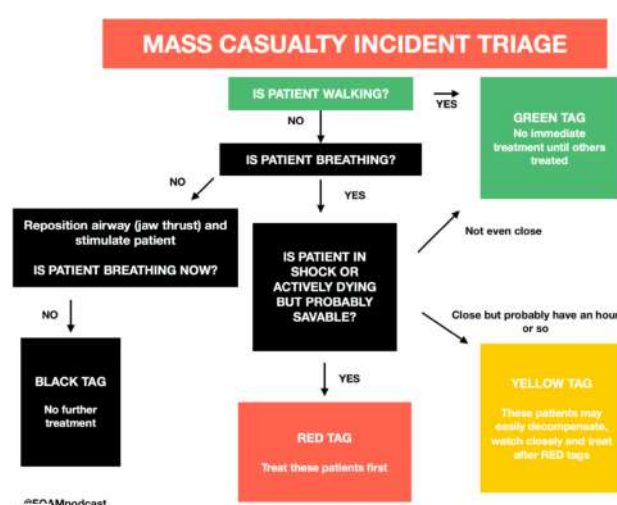 MASS CASUALTY INCIDENT TRIAGE
IS PATIENT WALKING?
YES
GREEN TAG
No immediate
treatment until others
treated
NO
IS PATIENT BREATHING?
NO
YES
Reposition airway (jaw thrust) and
stimulate patient
IS PATIENT BREATHING NOW?
IS PATIENT IN
SHOCK OR
ACTIVELY DYING
BUT PROBABLY
SAVABLE?
Not even close
Close but probably have an hour
or so
NO
BLACK TAG
No further
treatment
YES
RED TAG
Treat these patients first
YELLOW TAG
These patients may
easily decompensate,
watch closely and treat
after RED tags
@FOAMpodcast